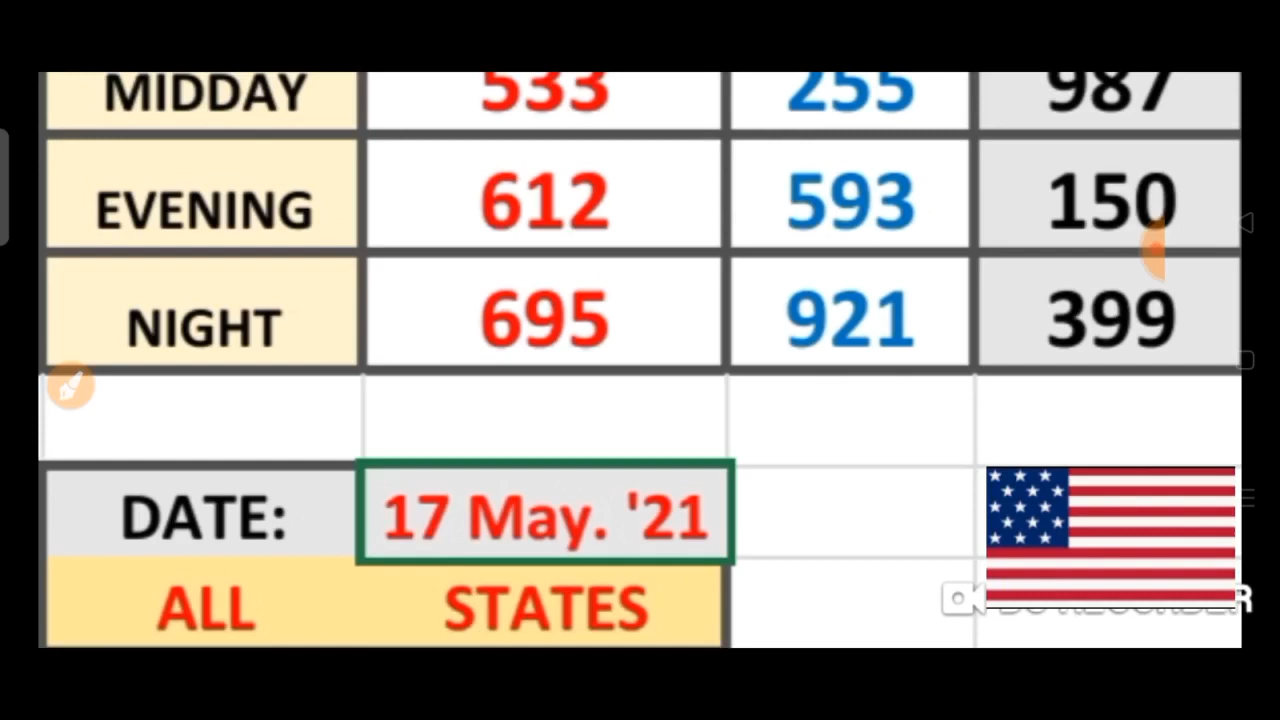 MIDDAY 533 255 987
EVENING 612 593 150
NIGHT 695 921 399
DATE: 17 May. '21
ALL STATES